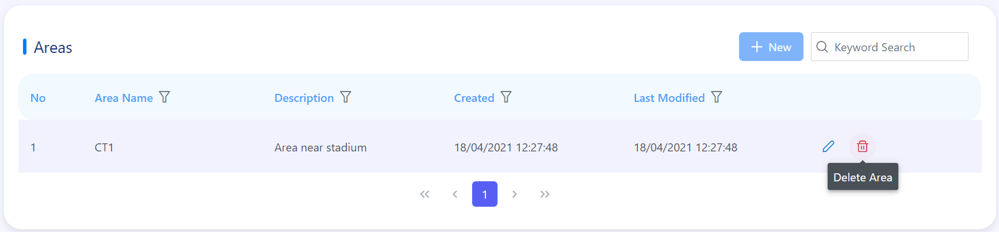 Areas
New
Keyword Search
No Area Name Description Created Last Modified
1 CT1 Area near stadium 18/04/2021 12:27:48 18/04/2021 12:27:48
Delete Area
1